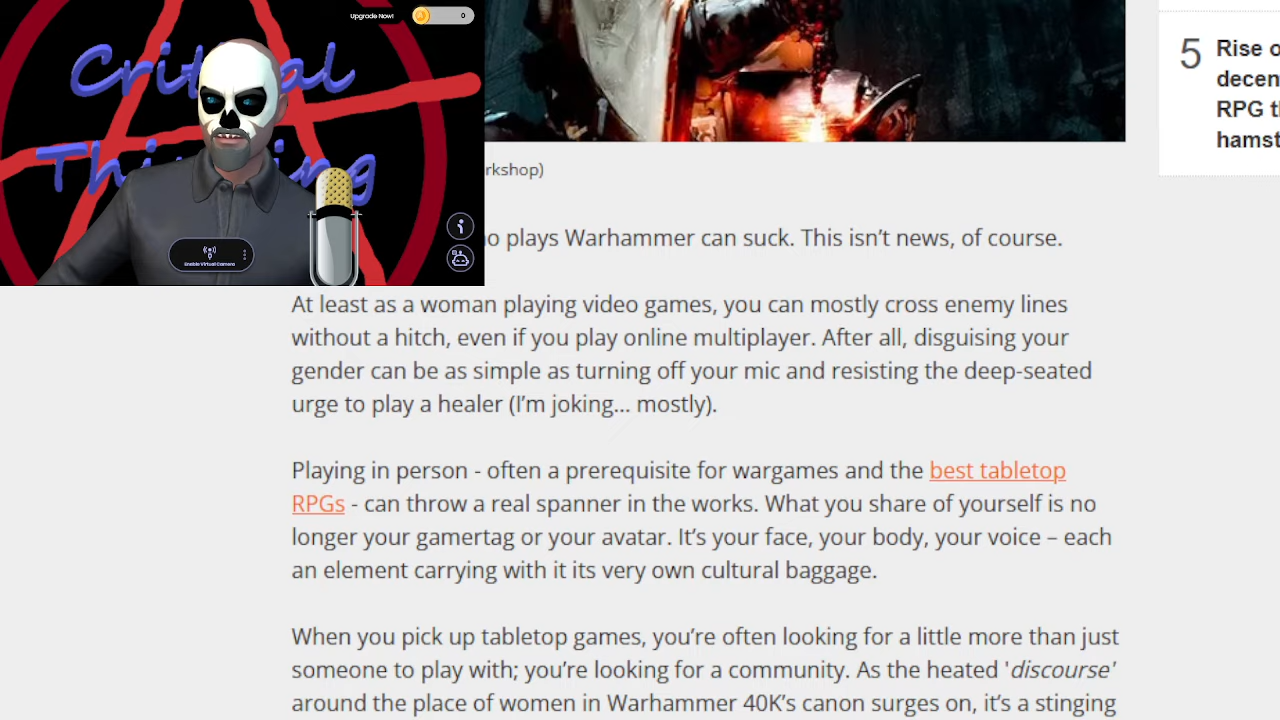 Upgrade Now!
0
Critical
Thinking
Enable Virtual Camera
rkshop)
o plays Warhammer can suck. This isn't news, of course.
At least as a woman playing video games, you can mostly cross enemy lines
without a hitch, even if you play online multiplayer. After all, disguising your
gender can be as simple as turning off your mic and resisting the deep-seated
urge to play a healer (I'm joking... mostly).
Playing in person - often a prerequisite for wargames and the best tabletop
RPGs - can throw a real spanner in the works. What you share of yourself is no
longer your gamertag or your avatar. It's your face, your body, your voice – each
an element carrying with it its very own cultural baggage.
When you pick up tabletop games, you're often looking for a little more than just
someone to play with; you're looking for a community. As the heated 'discourse'
around the place of women in Warhammer 40K's canon surges on, it's a stinging
5
Rise o
decen
RPG t
hamst